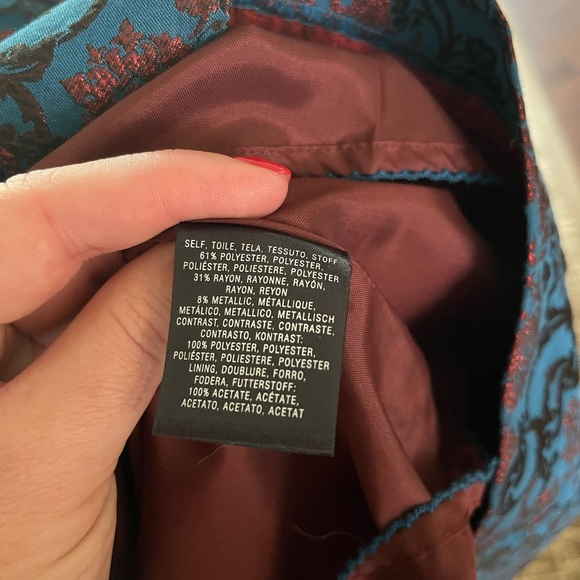 SELF, TOILE, TELA, TESSUTO, STOFF:
61% POLYESTER, POLYESTER,
POLIÉSTER, POLIESTERE, POLYESTER
31% RAYON, RAYONNE, RAYÓN,
RAYON, REYON
8% METALLIC, MÉTALLIQUE,
METÁLICO, METALLICO, METALLISCH
CONTRAST, CONTRASTE, CONTRASTE,
CONTRASTO, KONTRAST:
100% POLYESTER, POLYESTER,
POLIÉSTER, POLIESTERE, POLYESTER
LINING, DOUBLURE, FORRO,
FODERA, FUTTERSTOFF:
100% ACETATE, ACÉTATE,
ACETATO, ACETATO, ACETAT